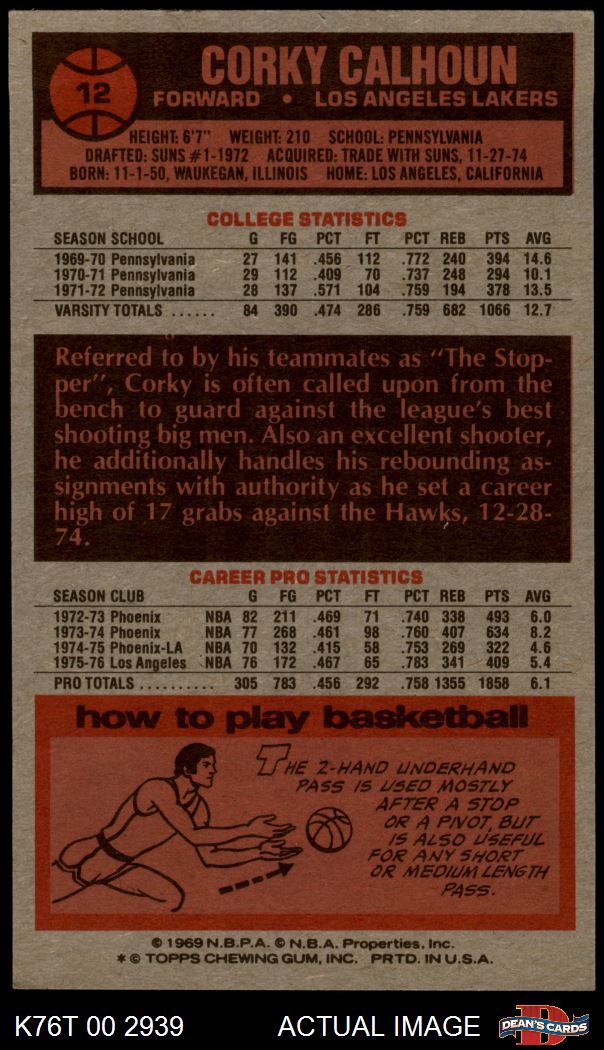 12
CORKY CALHOUN
FORWARD • LOS ANGELES LAKERS
HEIGHT: 6'7" WEIGHT: 210 SCHOOL: PENNSYLVANIA
DRAFTED: SUNS #1-1972 ACQUIRED: TRADE WITH SUNS, 11-27-74
BORN: 11-1-50, WAUKEGAN, ILLINOIS HOME: LOS ANGELES, CALIFORNIA
COLLEGE STATISTICS
SEASON SCHOOL G FG PCT FT PCT REB PTS AVG
1969-70 Pennsylvania 27 141 .456 112 .772 240 394 14.6
1970-71 Pennsylvania 29 112 .409 70 .737 248 294 10.1
1971-72 Pennsylvania 28 137 .571 104 .759 194 378 13.5
VARSITY TOTALS ...... 84 390 .474 286 .759 682 1066 12.7
Referred to by his teammates as "The Stop-
per", Corky is often called upon from the
bench to guard against the league's best
shooting big men. Also an excellent shooter,
he additionally handles his rebounding as-
signments with authority as he set a career
high of 17 grabs against the Hawks, 12-28-
74.
CAREER PRO STATISTICS
SEASON CLUB G FG PCT FT PCT REB PTS AVG
1972-73 Phoenix NBA 82 211 .469 71 .740 338 493 6.0
1973-74 Phoenix NBA 77 268 .461 98 .760 407 634 8.2
1974-75 Phoenix-LA NBA 70 132 .415 58 .753 269 322 4.6
1975-76 Los Angeles NBA 76 172 .467 65 .783 341 409 5.4
PRO TOTALS .......... 305 783 .456 292 .758 1355 1858 6.1
how to play basketball
THE 2-HAND UNDERHAND
PASS IS USED MOSTLY
AFTER A STOP
OR A PIVOT, BUT
IS ALSO USEFUL
FOR ANY SHORT
OR MEDIUM LENGTH
PASS.
© 1969 N.B.P.A. © N.B.A. Properties, Inc.
* © TOPPS CHEWING GUM, INC. PRTD. IN U.S.A.
K76T 00 2939 ACTUAL IMAGE
D
DEAN'S CARDS